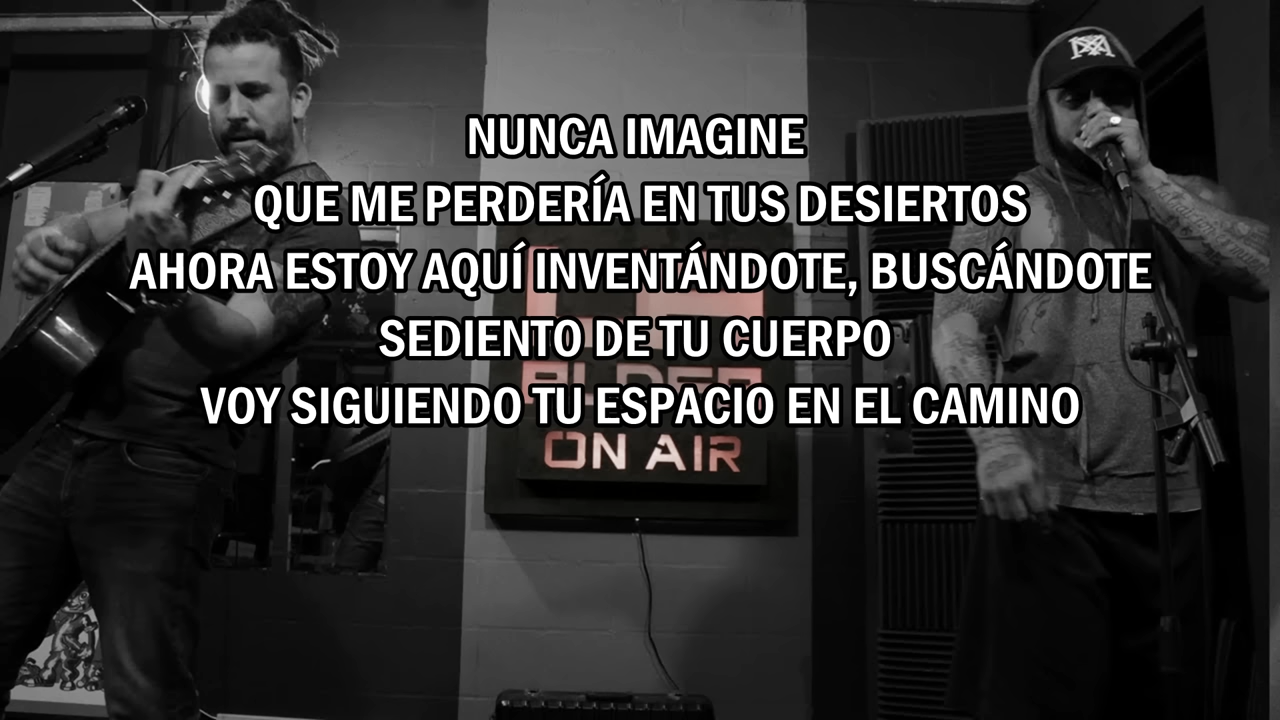 NUNCA IMAGINE
QUE ME PERDERÍA EN TUS DESIERTOS
AHORA ESTOY AQUÍ INVENTÁNDOTE, BUSCÁNDOTE
SEDIENTO DE TU CUERPO
VOY SIGUIENDO TU ESPACIO EN EL CAMINO
ON AIR